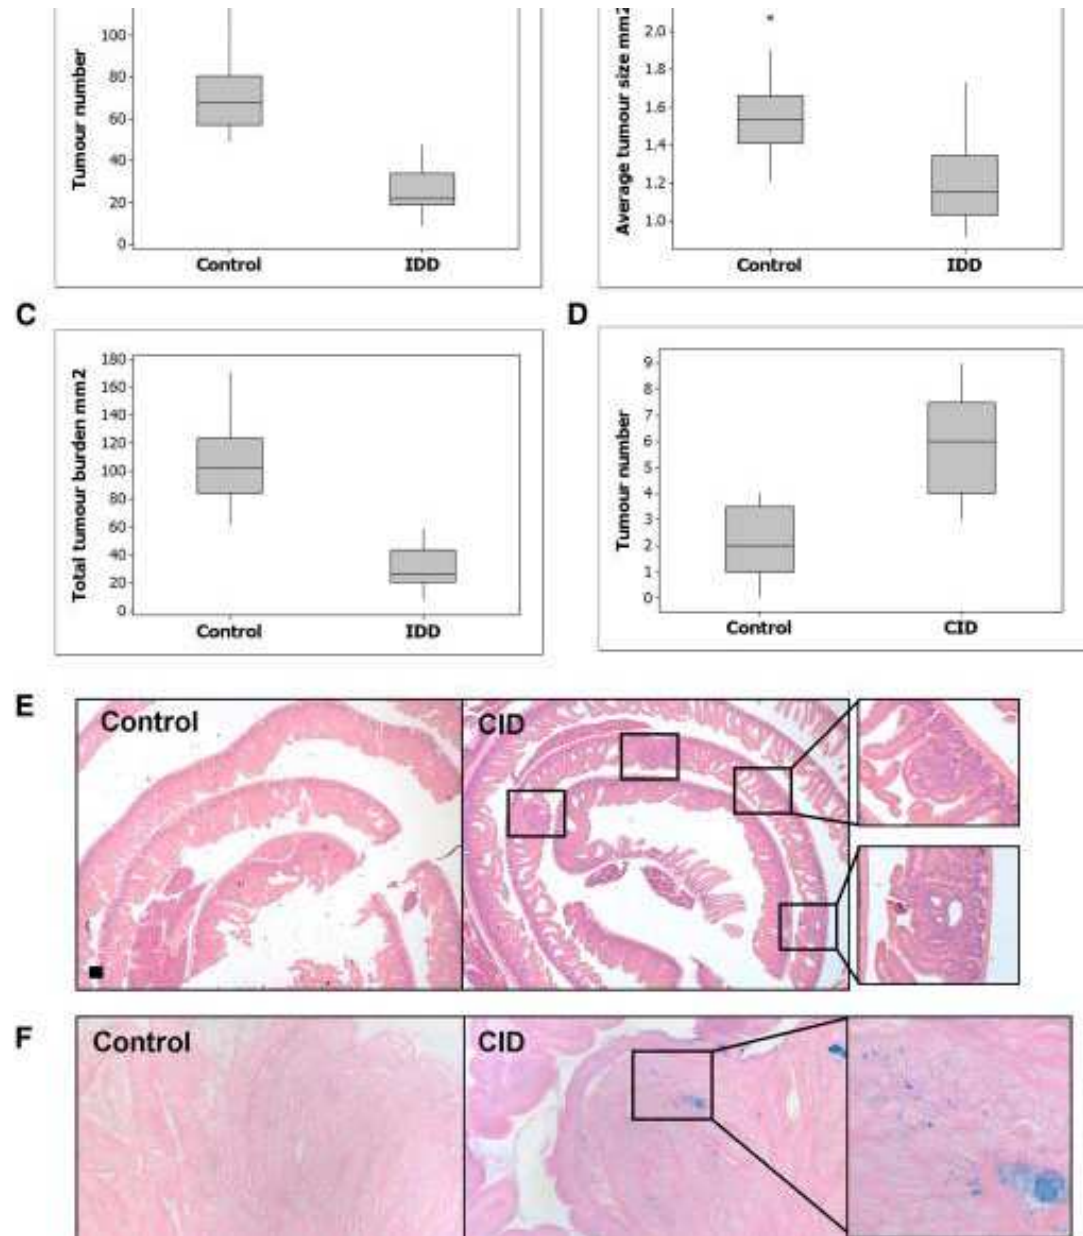 Tumour number
100
80
60
40
20
0
Control
IDD
Average tumour size mm2
2.0
1.8
1.6
1.4
1.2
1.0
Control
IDD
C
Total tumour burden mm2
180
160
140
120
100
80
60
40
20
0
Control
IDD
D
Tumour number
9
8
7
6
5
4
3
2
1
0
Control
CID
E
Control
CID
F
Control
CID